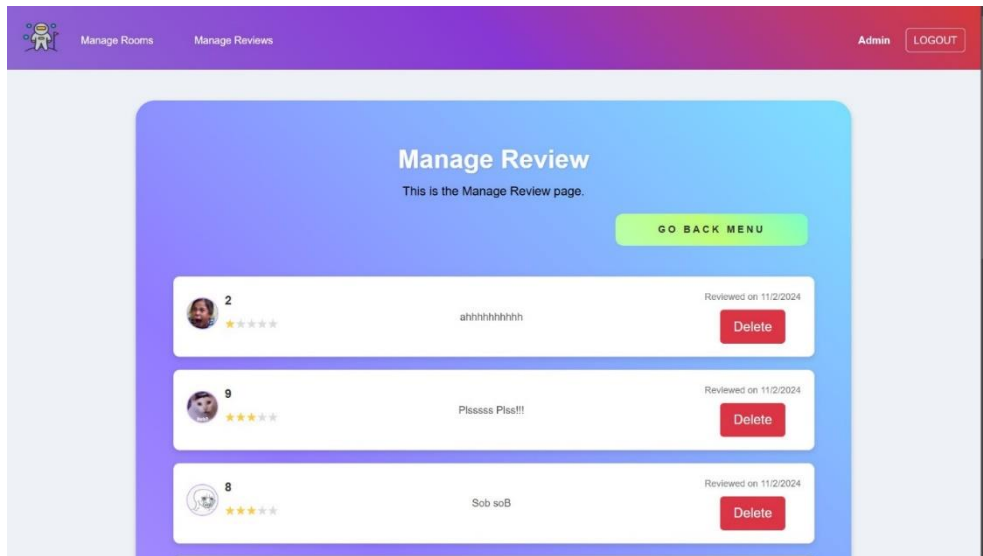 Manage Rooms
Manage Reviews
Admin
LOGOUT
Manage Review
This is the Manage Review page.
GO BACK MENU
2
ahhhhhhhhhh
Reviewed on 11/2/2024
Delete
9
Plsssss Plss!!!
Reviewed on 11/2/2024
Delete
8
Sob soB
Reviewed on 11/2/2024
Delete